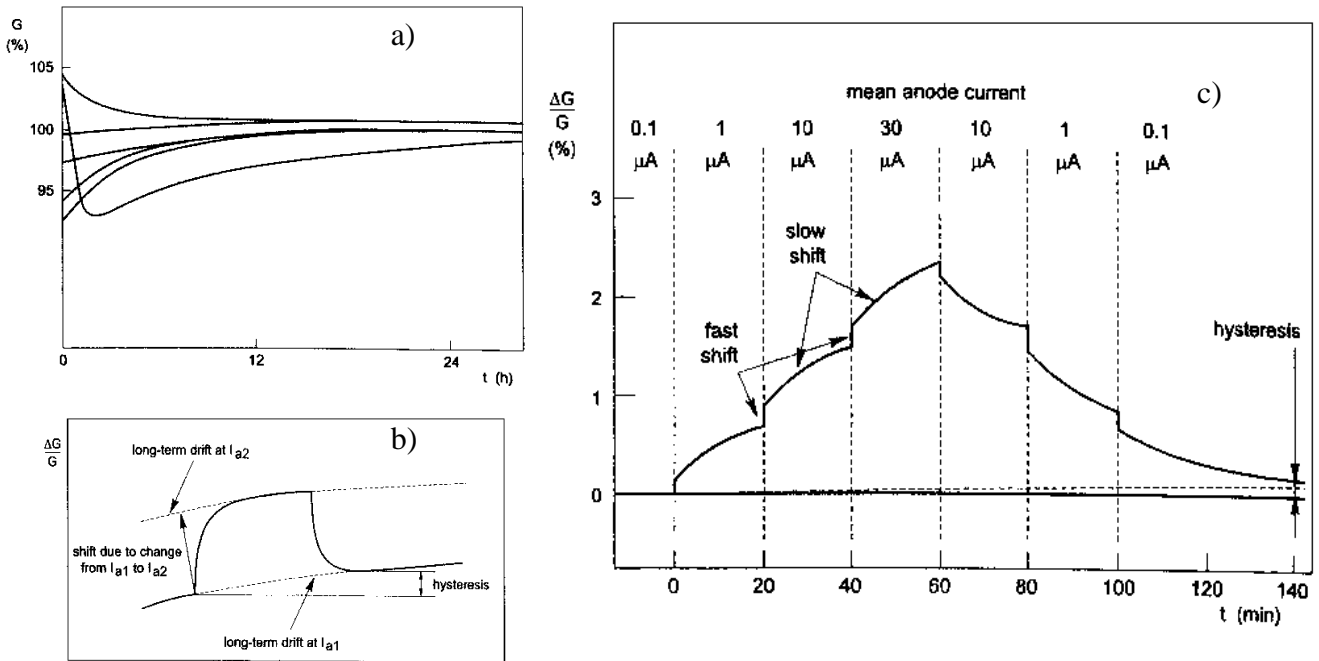 a)
G
(%)
105
100
95
0
12
24
t (h)
b)
ΔG
G
long-term drift at Ia2
shift due to change
from Ia1 to Ia2
hysteresis
long-term drift at Ia1
c)
mean anode current
ΔG
G
(%)
0.1 1 10 30 10 1 0.1
μA μA μA μA μA μA μA
3
2
1
0
slow
shift
fast
shift
hysteresis
0 20 40 60 80 100 120 140
t (min)